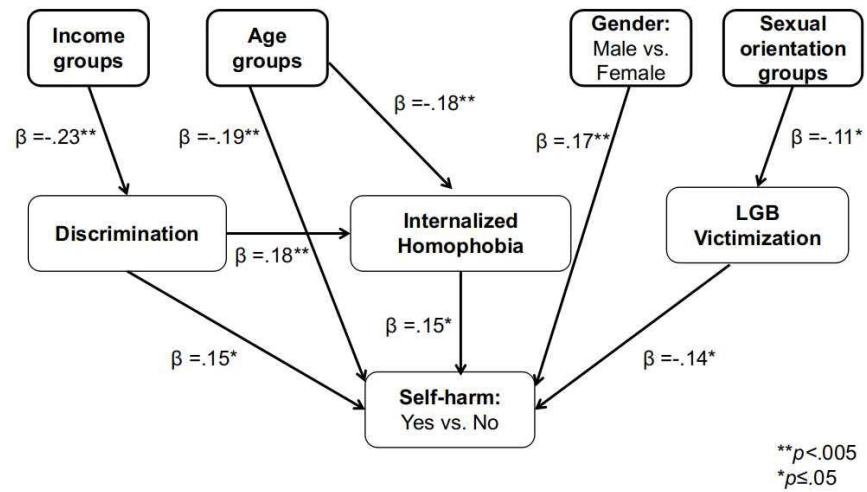 Income
groups
Age
groups
Gender:
Male vs.
Female
Sexual
orientation
groups
β =-.23**
β =-.19**
β =-.18**
β =.17**
β =-.11*
Discrimination
β =.18**
Internalized
Homophobia
LGB
Victimization
β =.15*
β =.15*
β =-.14*
Self-harm:
Yes vs. No
**p<.005
*p≤.05